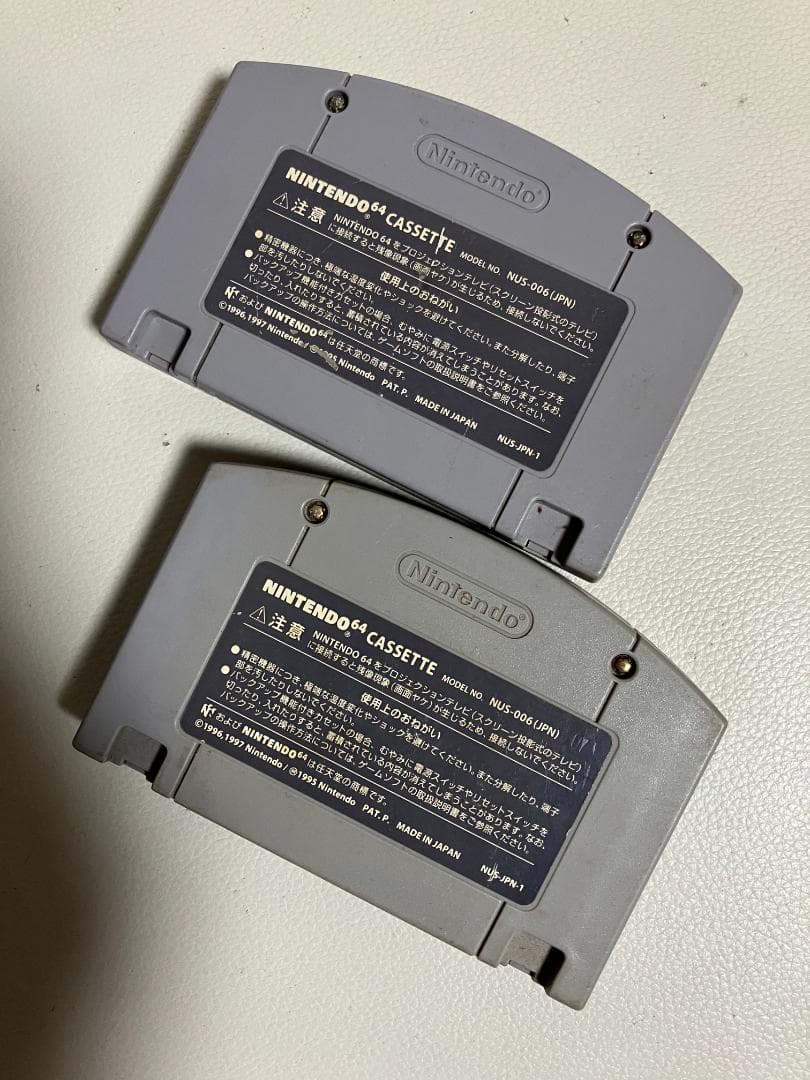 Nintendo®
NINTENDO64® CASSETTE MODEL NO. NUS-006(JPN)
⚠注意 NINTENDO 64をプロジェクションテレビ(スクリーン投影式のテレビ)
に接続すると残像現象(画面ヤケ)が生じるため、接続しないでください。
使用上のおねがい
●精密機器につき、極端な温度変化やショックを避けてください。また分解したり、端子
部を汚したりしないでください。
●バックアップ機能付きカセットの場合、むやみに電源スイッチやリセットスイッチを
切ったり、入れたりすると、蓄積されている内容が消えてしまうことがあります。なお、
バックアップの操作方法については、ゲームソフトの取扱説明書をご参照ください。
およびNINTENDO64は任天堂の商標です。
©1996,1997 Nintendo/Ⓜ1995 Nintendo PAT. P. MADE IN JAPAN
NUS-JPN-1
Nintendo®
NINTENDO64® CASSETTE MODEL NO. NUS-006(JPN)
⚠注意 NINTENDO 64をプロジェクションテレビ(スクリーン投影式のテレビ)
に接続すると残像現象(画面ヤケ)が生じるため、接続しないでください。
使用上のおねがい
●精密機器につき、極端な温度変化やショックを避けてください。また分解したり、端子
部を汚したりしないでください。
●バックアップ機能付きカセットの場合、むやみに電源スイッチやリセットスイッチを
切ったり、入れたりすると、蓄積されている内容が消えてしまうことがあります。なお、
バックアップの操作方法については、ゲームソフトの取扱説明書をご参照ください。
およびNINTENDO64は任天堂の商標です。
©1996,1997 Nintendo/Ⓜ1995 Nintendo PAT. P. MADE IN JAPAN
NUS-JPN-1